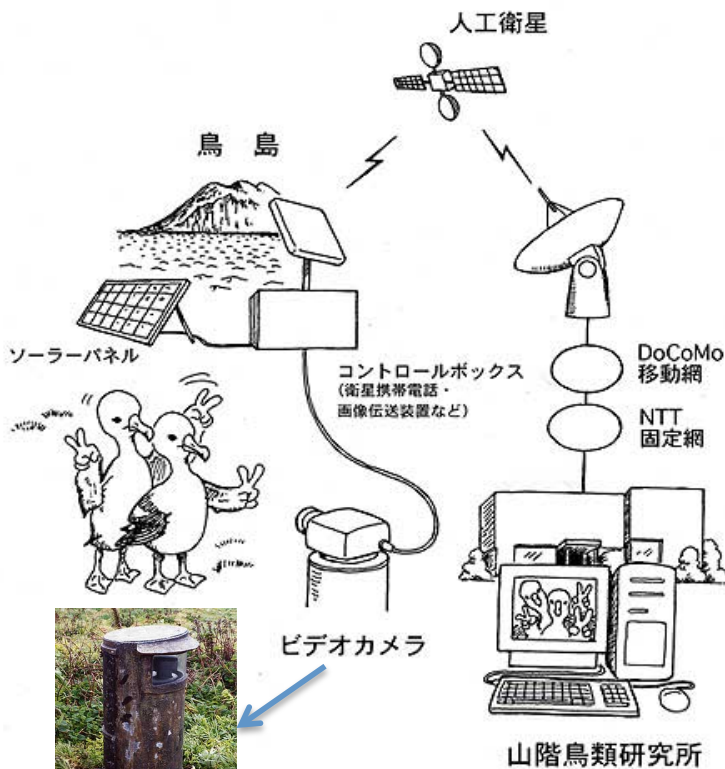 人工衛星
鳥島
ソーラーパネル
コントロールボックス
(衛星携帯電話・
画像伝送装置など)
DoCoMo
移動網
NTT
固定網
ビデオカメラ
山階鳥類研究所